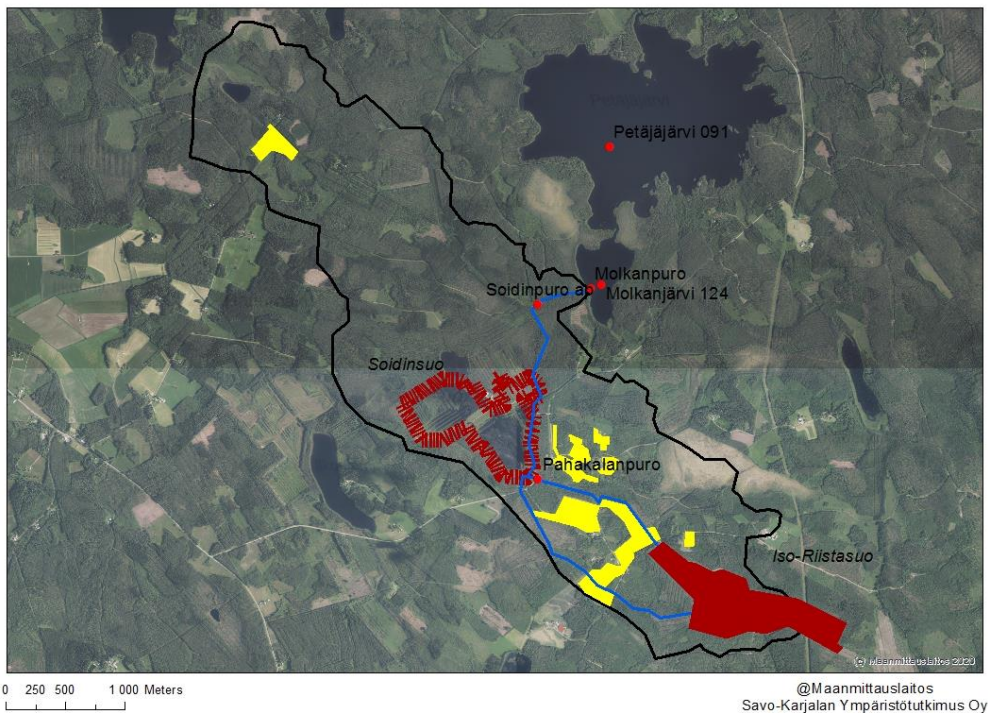 Petäjäjärvi
Petäjäjärvi 091
Molkanpuro
Soidinpuro ap
Molkanjärvi 124
Soidinsuo
Pahakalanpuro
Iso-Riistasuo
(c) Maanmittauslaitos 2020
0 250 500 1 000 Meters
@Maanmittauslaitos
Savo-Karjalan Ympäristötutkimus Oy